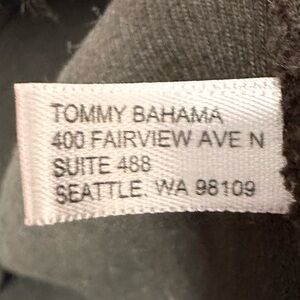 TOMMY BAHAMA
400 FAIRVIEW AVE N
SUITE 488
SEATTLE, WA 98109